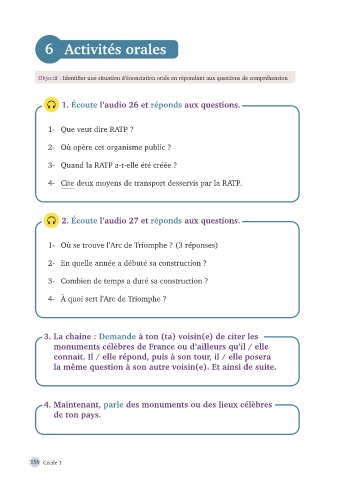 6 Activités orales
Objectif : Identifier une situation d'énonciation orale en répondant aux questions de compréhension
1. Écoute l'audio 26 et réponds aux questions.
1- Que veut dire RATP ?
2- Où opère cet organisme public ?
3- Quand la RATP a-t-elle été créée ?
4- Cite deux moyens de transport desservis par la RATP.
2. Écoute l'audio 27 et réponds aux questions.
1- Où se trouve l'Arc de Triomphe ? (3 réponses)
2- En quelle année a débuté sa construction ?
3- Combien de temps a duré sa construction ?
4- À quoi sert l'Arc de Triomphe ?
3. La chaine : Demande à ton (ta) voisin(e) de citer les
monuments célèbres de France ou d'ailleurs qu'il / elle
connait. Il / elle répond, puis à son tour, il / elle posera
la même question à son autre voisin(e). Et ainsi de suite.
4. Maintenant, parle des monuments ou des lieux célèbres
de ton pays.
156 Cécile 1